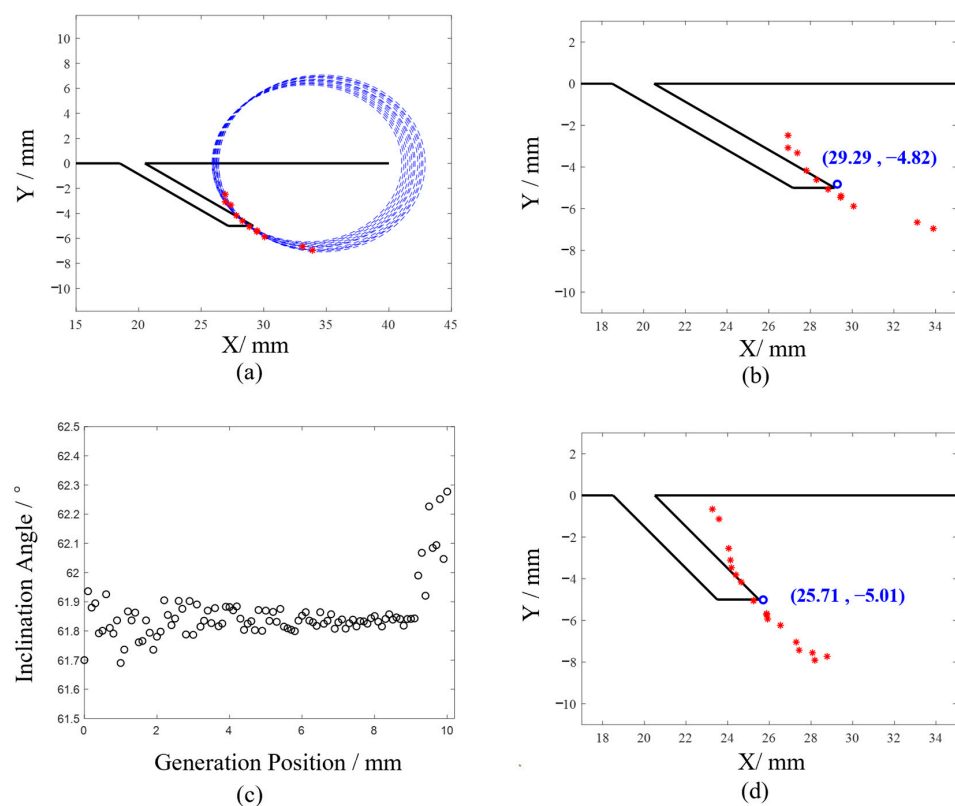 10
8
6
4
2
0
−2
−4
−6
−8
−10
Y / mm
15 20 25 30 35 40 45
X/ mm
(a)
2
0
−2
−4
−6
−8
−10
Y / mm
(29.29 , −4.82)
18 20 22 24 26 28 30 32 34
X/ mm
(b)
62.5
62.4
62.3
62.2
62.1
62
61.9
61.8
61.7
61.6
61.5
Inclination Angle / °
0 2 4 6 8 10
Generation Position / mm
(c)
2
0
−2
−4
−6
−8
−10
Y / mm
(25.71 , −5.01)
18 20 22 24 26 28 30 32 34
X/ mm
(d)